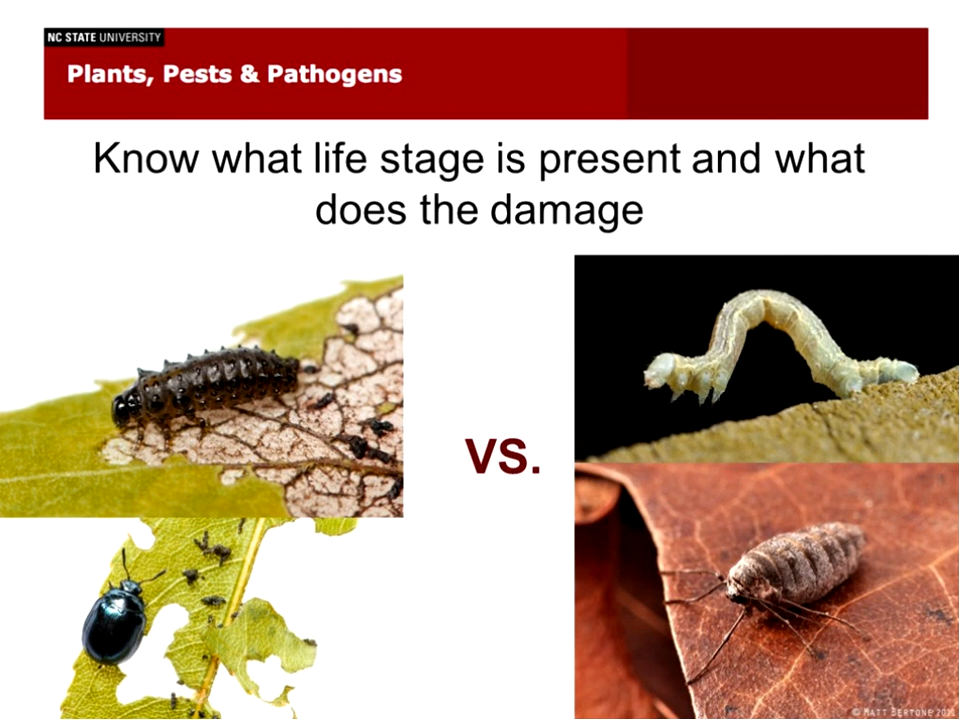 NC STATE UNIVERSITY
Plants, Pests & Pathogens
Know what life stage is present and what
does the damage
VS.
© MATT BERTONE 2011